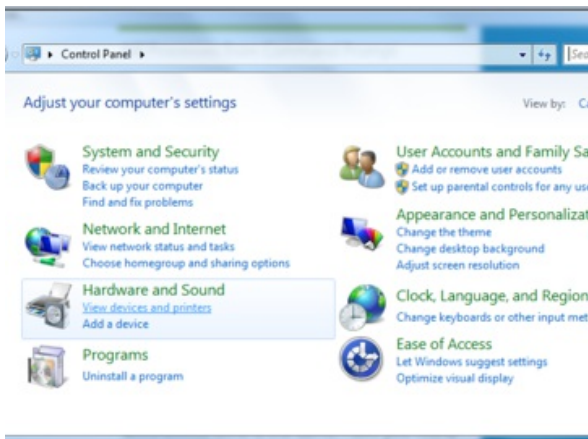 Control Panel
Adjust your computer's settings
View by:
System and Security
Review your computer's status
Back up your computer
Find and fix problems
Network and Internet
View network status and tasks
Choose homegroup and sharing options
Hardware and Sound
View devices and printers
Add a device
Programs
Uninstall a program
User Accounts and Family Sa
Add or remove user accounts
Set up parental controls for any use
Appearance and Personalizat
Change the theme
Change desktop background
Adjust screen resolution
Clock, Language, and Region
Change keyboards or other input met
Ease of Access
Let Windows suggest settings
Optimize visual display